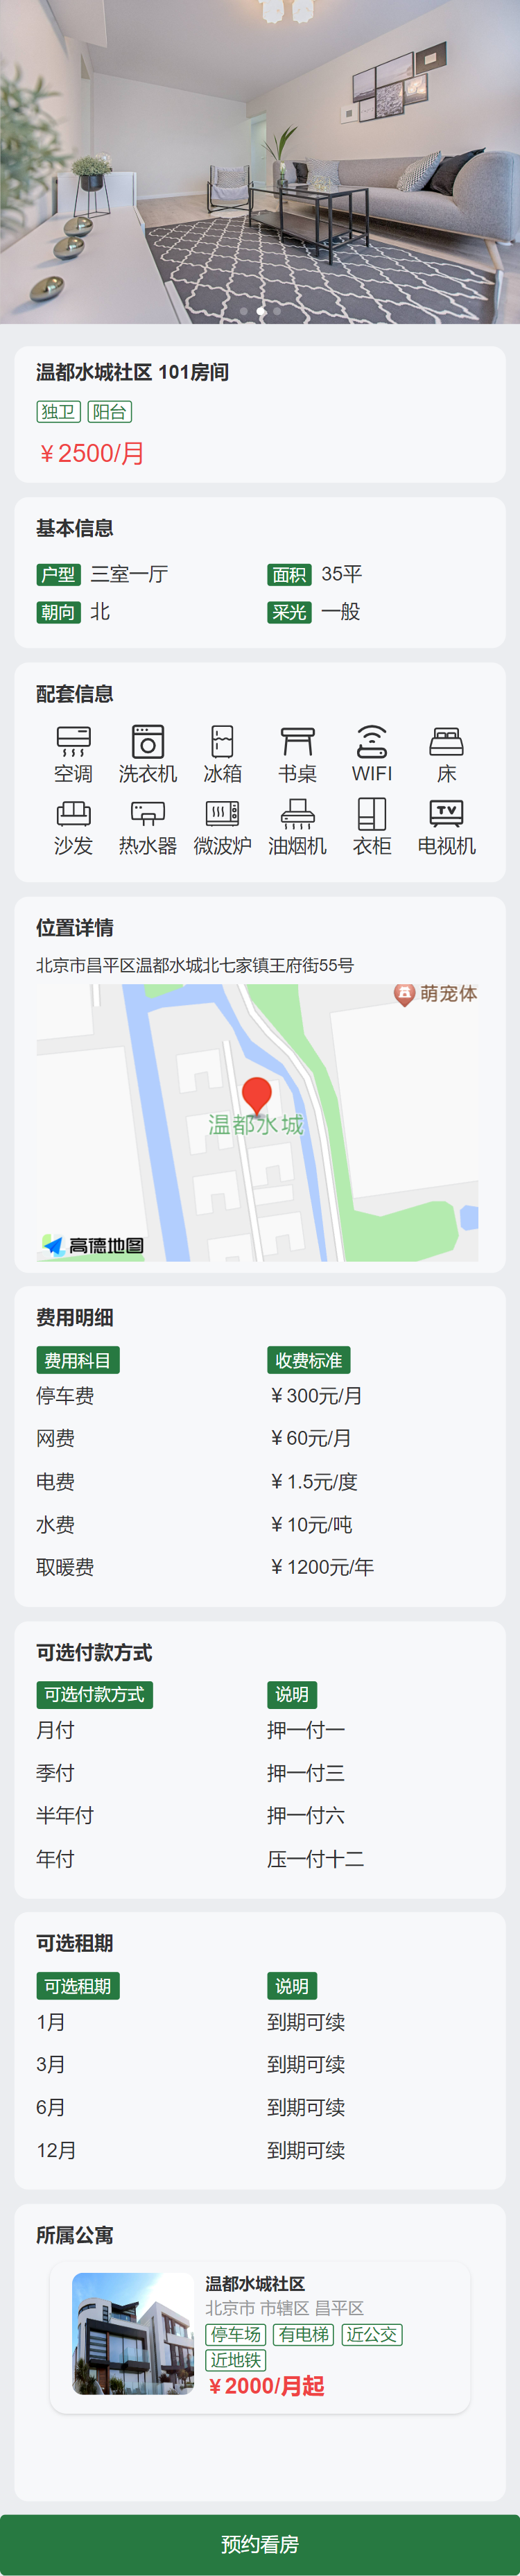 温都水城社区 101房间
独卫 阳台
￥2500/月
基本信息
户型 三室一厅 面积 35平
朝向 北 采光 一般
配套信息
空调 洗衣机 冰箱 书桌 WIFI 床
TV
沙发 热水器 微波炉 油烟机 衣柜 电视机
位置详情
北京市昌平区温都水城北七家镇王府街55号
萌宠体
温都水城
高德地图
费用明细
费用科目 收费标准
停车费 ￥300元/月
网费 ￥60元/月
电费 ￥1.5元/度
水费 ￥10元/吨
取暖费 ￥1200元/年
可选付款方式
可选付款方式 说明
月付 押一付一
季付 押一付三
半年付 押一付六
年付 压一付十二
可选租期
可选租期 说明
1月 到期可续
3月 到期可续
6月 到期可续
12月 到期可续
所属公寓
温都水城社区
北京市 市辖区 昌平区
停车场 有电梯 近公交
近地铁
￥2000/月起
预约看房